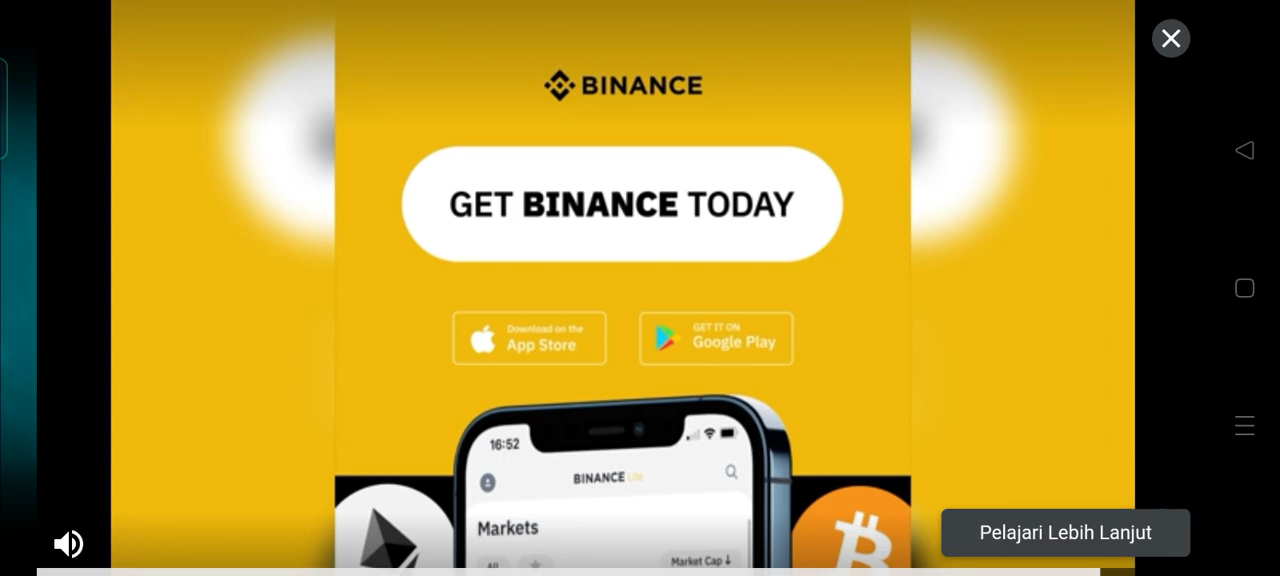 BINANCE
GET BINANCE TODAY
Download on the
App Store
GET IT ON
Google Play
16:52
BINANCE Lite
Markets
All
Market Cap ↓
Pelajari Lebih Lanjut